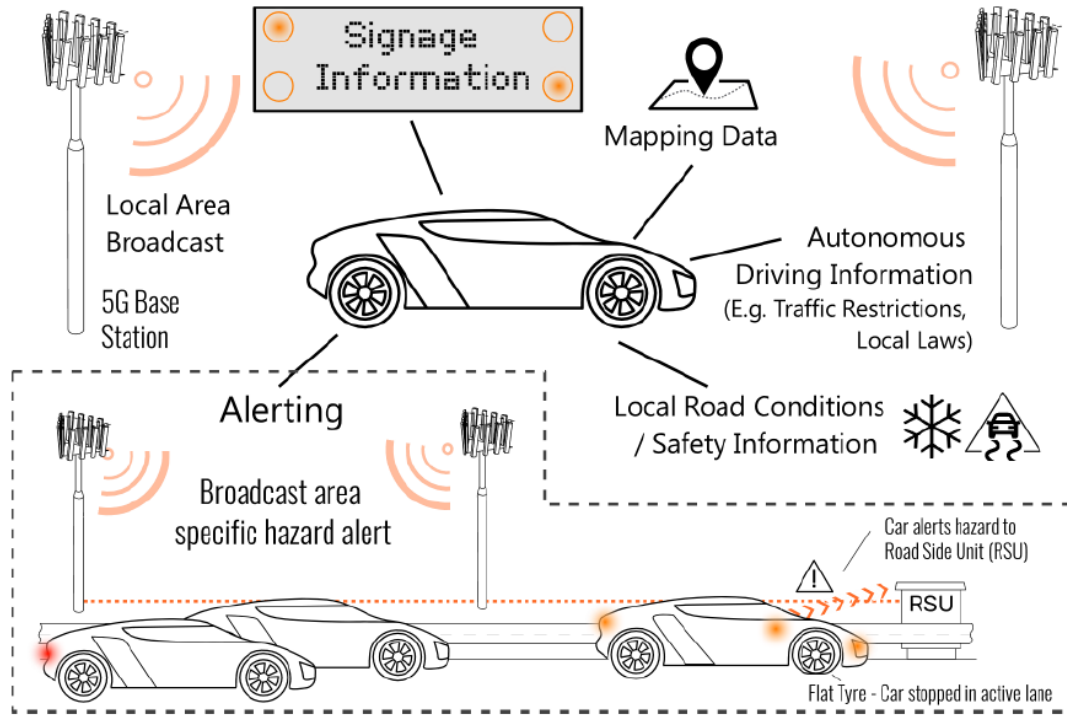 Signage
Information
Mapping Data
Local Area
Broadcast
5G Base
Station
Autonomous
Driving Information
(E.g. Traffic Restrictions,
Local Laws)
Alerting
Local Road Conditions
/ Safety Information
Broadcast area
specific hazard alert
Car alerts hazard to
Road Side Unit (RSU)
!
RSU
Flat Tyre - Car stopped in active lane